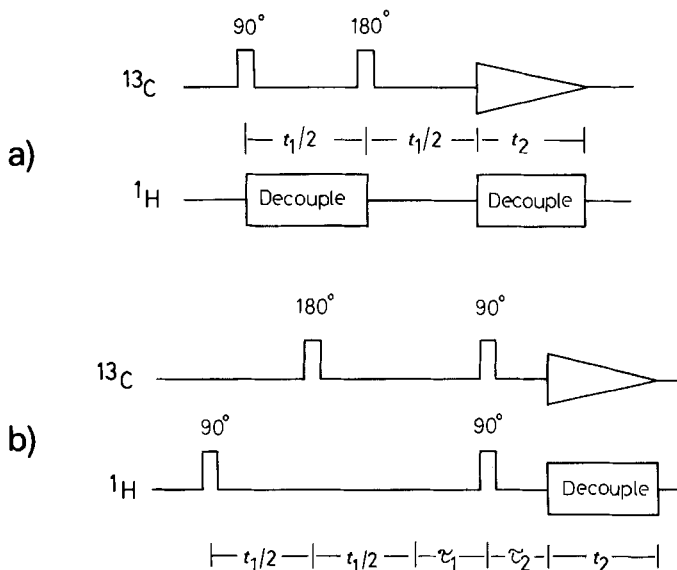 90° 180°
¹³C
a)
t₁/2 t₁/2 t₂
¹H Decouple Decouple
180° 90°
¹³C
b)
90° 90°
¹H Decouple
t₁/2 t₁/2 τ₁ τ₂ t₂